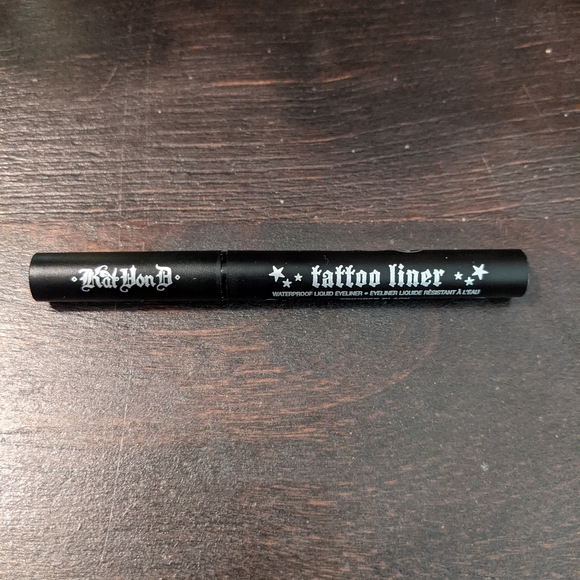 Kat Von D
tattoo liner
WATERPROOF LIQUID EYELINER • EYELINER LIQUIDE RÉSISTANT À L'EAU